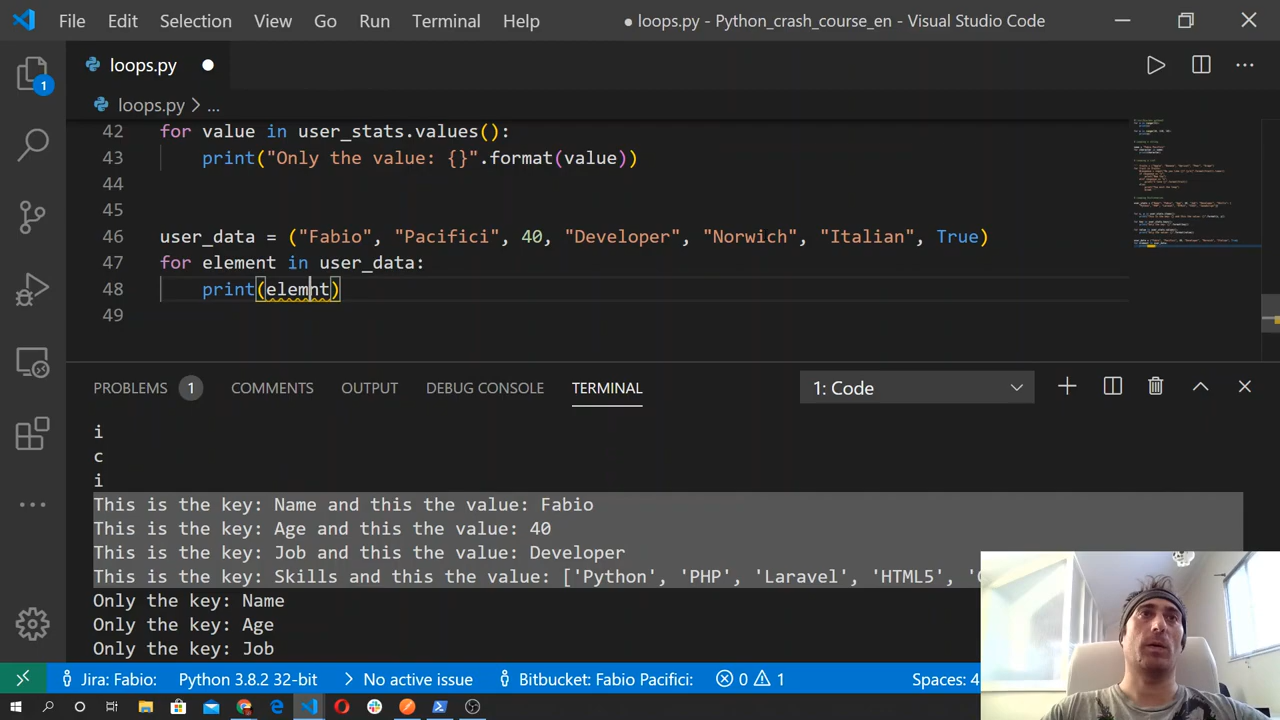 File Edit Selection View Go Run Terminal Help ● loops.py - Python_crash_course_en - Visual Studio Code
loops.py ●
loops.py > ...
42 for value in user_stats.values():
43 print("Only the value: {}".format(value))
44
45
46 user_data = ("Fabio", "Pacifici", 40, "Developer", "Norwich", "Italian", True)
47 for element in user_data:
48 print(elemnt)
49
PROBLEMS 1 COMMENTS OUTPUT DEBUG CONSOLE TERMINAL 1: Code
i
c
i
This is the key: Name and this the value: Fabio
This is the key: Age and this the value: 40
This is the key: Job and this the value: Developer
This is the key: Skills and this the value: ['Python', 'PHP', 'Laravel', 'HTML5',
Only the key: Name
Only the key: Age
Only the key: Job
Jira: Fabio: Python 3.8.2 32-bit No active issue Bitbucket: Fabio Pacifici: 0 1 Spaces: 4